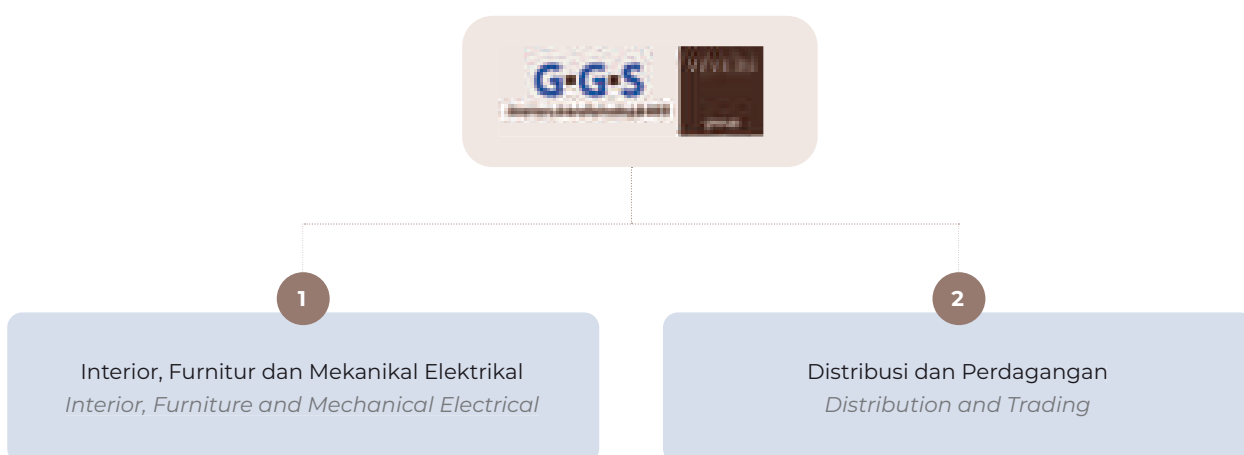 G·G·S
1
2
Interior, Furnitur dan Mekanikal Elektrikal
Interior, Furniture and Mechanical Electrical
Distribusi dan Perdagangan
Distribution and Trading